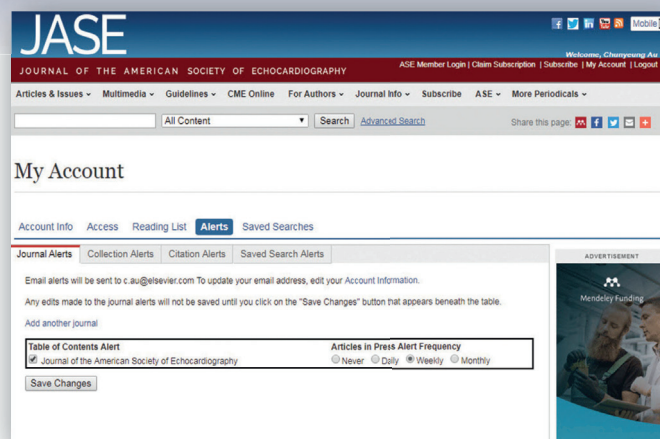 JASE
Mobile
Welcome, Chunyeung Au
JOURNAL OF THE AMERICAN SOCIETY OF ECHOCARDIOGRAPHY
ASE Member Login | Claim Subscription | Subscribe | My Account | Logout
Articles & Issues Multimedia Guidelines CME Online For Authors Journal Info Subscribe ASE More Periodicals
All Content Search Advanced Search Share this page:
My Account
Account Info Access Reading List Alerts Saved Searches
Journal Alerts Collection Alerts Citation Alerts Saved Search Alerts
Email alerts will be sent to c.au@elsevier.com To update your email address, edit your Account Information.
Any edits made to the journal alerts will not be saved until you click on the "Save Changes" button that appears beneath the table.
Add another journal
Table of Contents Alert Articles in Press Alert Frequency
Journal of the American Society of Echocardiography Never Daily Weekly Monthly
Save Changes
ADVERTISEMENT
Mendeley Funding